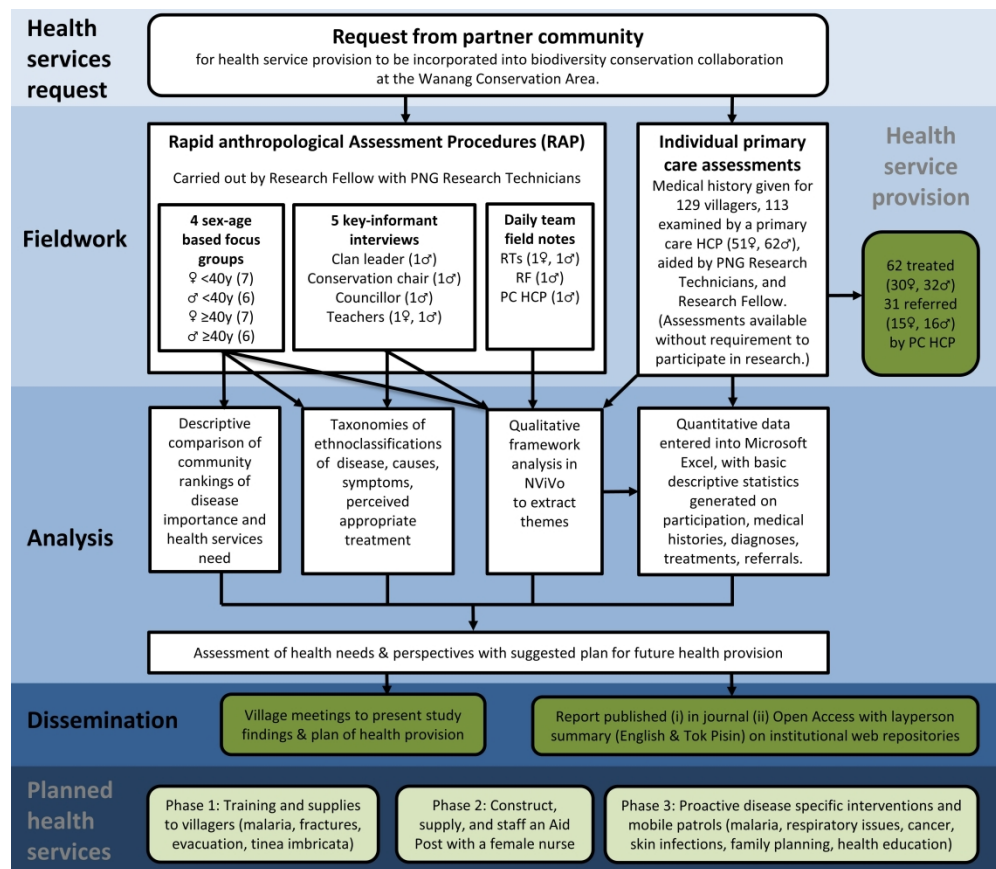 Health
services
request
Request from partner community
for health service provision to be incorporated into biodiversity conservation collaboration
at the Wanang Conservation Area.
Fieldwork
Rapid anthropological Assessment Procedures (RAP)
Carried out by Research Fellow with PNG Research Technicians
4 sex-age
based focus
groups
♀ <40y (7)
♂ <40y (6)
♀ ≥40y (7)
♂ ≥40y (6)
5 key-informant
interviews
Clan leader (1♂)
Conservation chair (1♂)
Councillor (1♂)
Teachers (1♀, 1♂)
Daily team
field notes
RTs (1♀, 1♂)
RF (1♂)
PC HCP (1♂)
Individual primary
care assessments
Medical history given for
129 villagers, 113
examined by a primary
care HCP (51♀, 62♂),
aided by PNG Research
Technicians, and
Research Fellow.
(Assessments available
without requirement to
participate in research.)
Health
service
provision
62 treated
(30♀, 32♂)
31 referred
(15♀, 16♂)
by PC HCP
Analysis
Descriptive
comparison of
community
rankings of
disease
importance and
health services
need
Taxonomies of
ethnoclassifications
of disease, causes,
symptoms,
perceived
appropriate
treatment
Qualitative
framework
analysis in
NViVo
to extract
themes
Quantitative data
entered into Microsoft
Excel, with basic
descriptive statistics
generated on
participation, medical
histories, diagnoses,
treatments, referrals.
Assessment of health needs & perspectives with suggested plan for future health provision
Dissemination
Village meetings to present study
findings & plan of health provision
Report published (i) in journal (ii) Open Access with layperson
summary (English & Tok Pisin) on institutional web repositories
Planned
health
services
Phase 1: Training and supplies
to villagers (malaria, fractures,
evacuation, tinea imbricata)
Phase 2: Construct,
supply, and staff an Aid
Post with a female nurse
Phase 3: Proactive disease specific interventions and
mobile patrols (malaria, respiratory issues, cancer,
skin infections, family planning, health education)